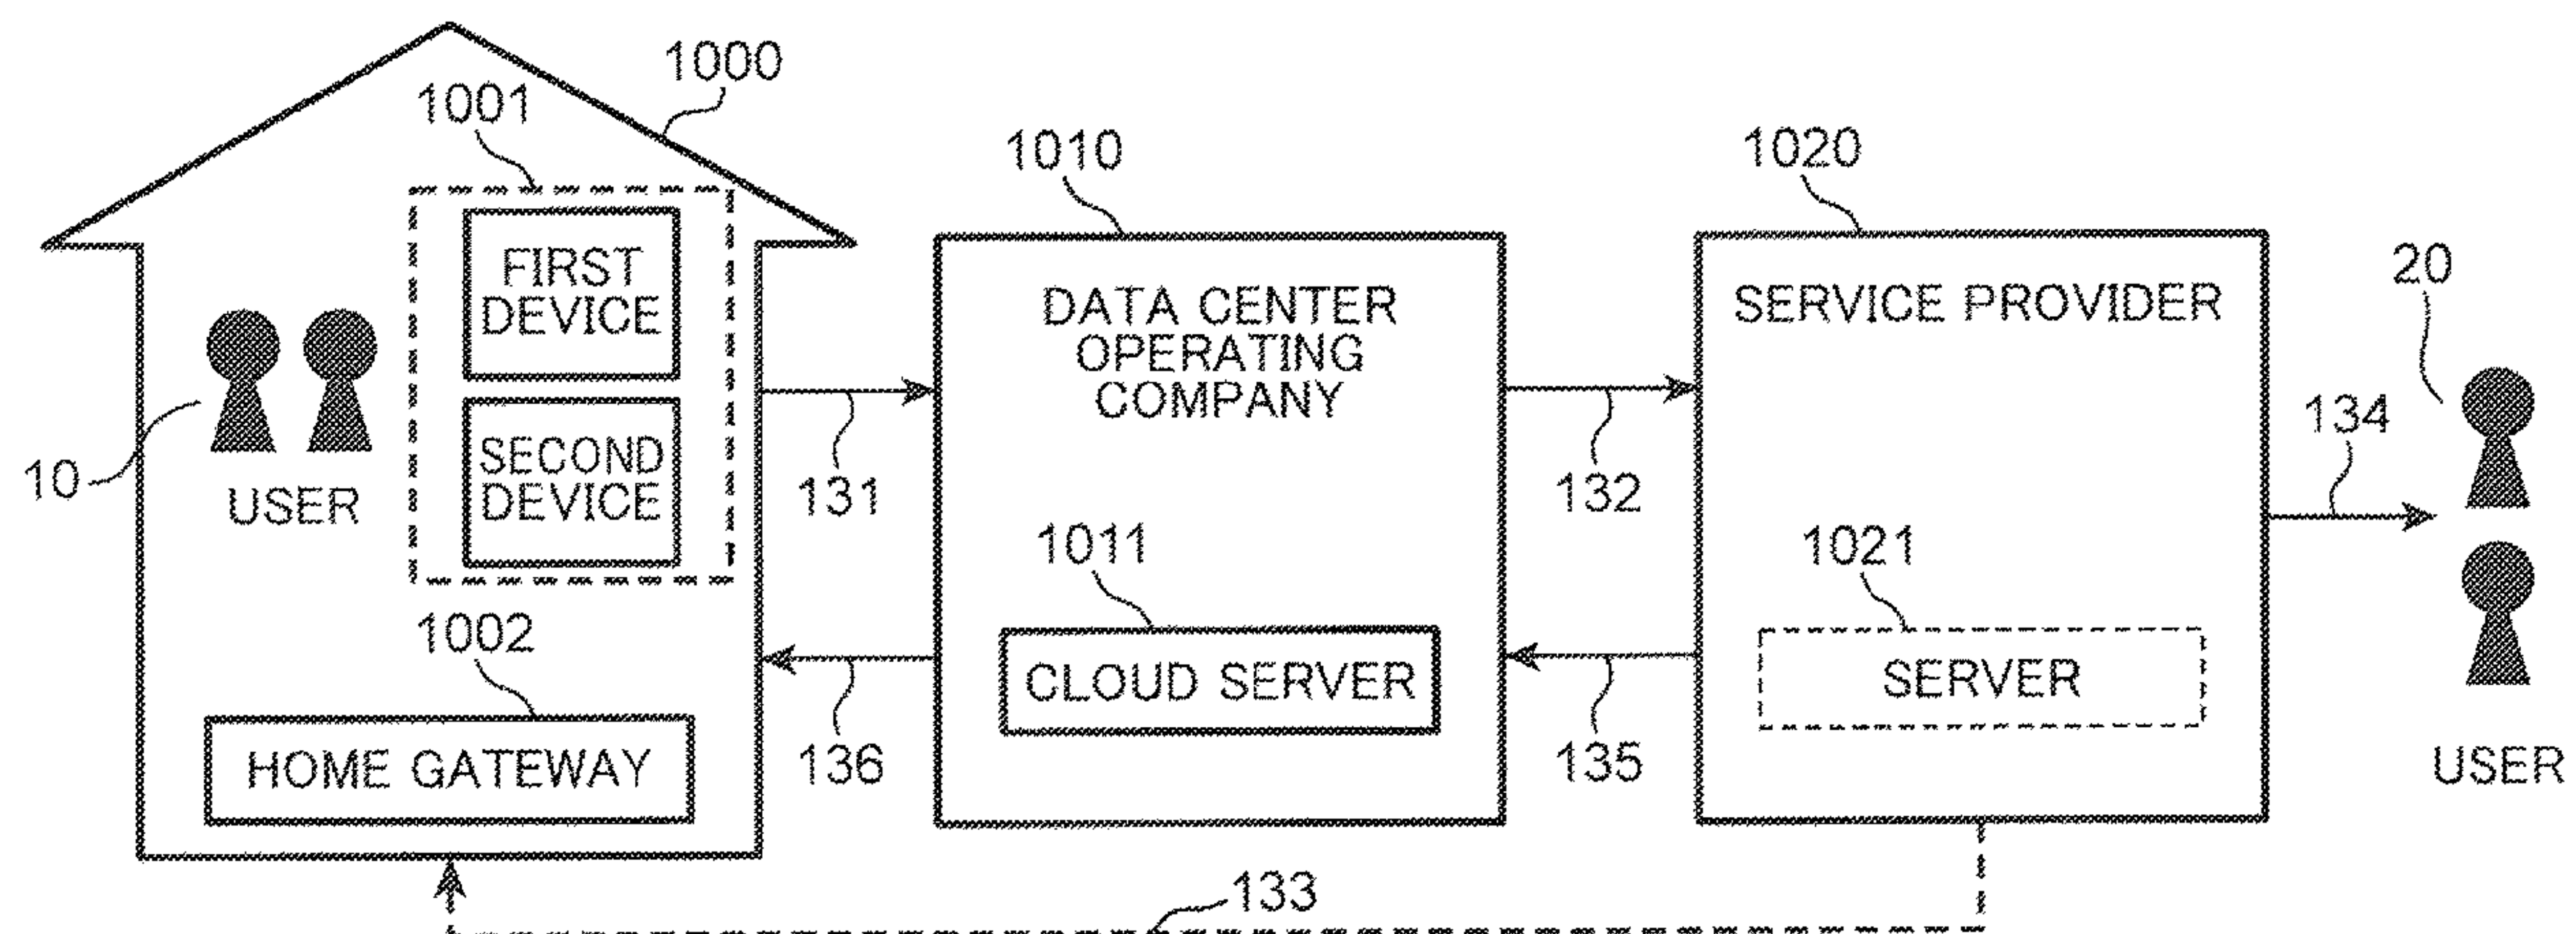 1000
1001
1010
1020
FIRST
DEVICE
20
DATA CENTER
OPERATING
COMPANY
SERVICE PROVIDER
SECOND
DEVICE
10
USER
131
132
134
1011
1021
1002
CLOUD SERVER
SERVER
HOME GATEWAY
136
135
USER
133